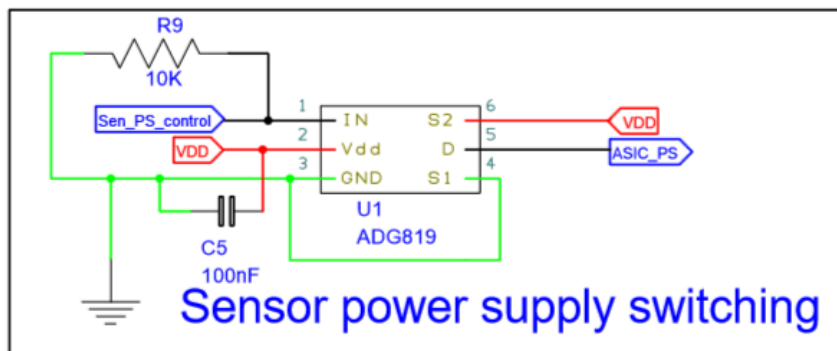 R9
10K
Sen_PS_control
1
IN
S2
6
VDD
VDD
2
Vdd
D
5
ASIC_PS
3
GND
S1
4
U1
ADG819
C5
100nF
Sensor power supply switching